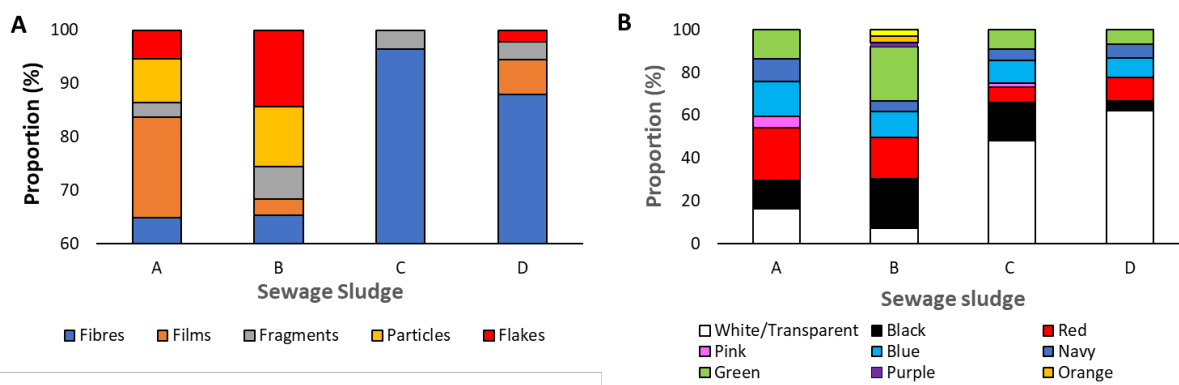 A
Proportion (%)
100
90
80
70
60
A B C D
Sewage Sludge
Fibres Films Fragments Particles Flakes
B
Proportion (%)
100
80
60
40
20
0
A B C D
Sewage sludge
White/Transparent Black Red
Pink Blue Navy
Green Purple Orange